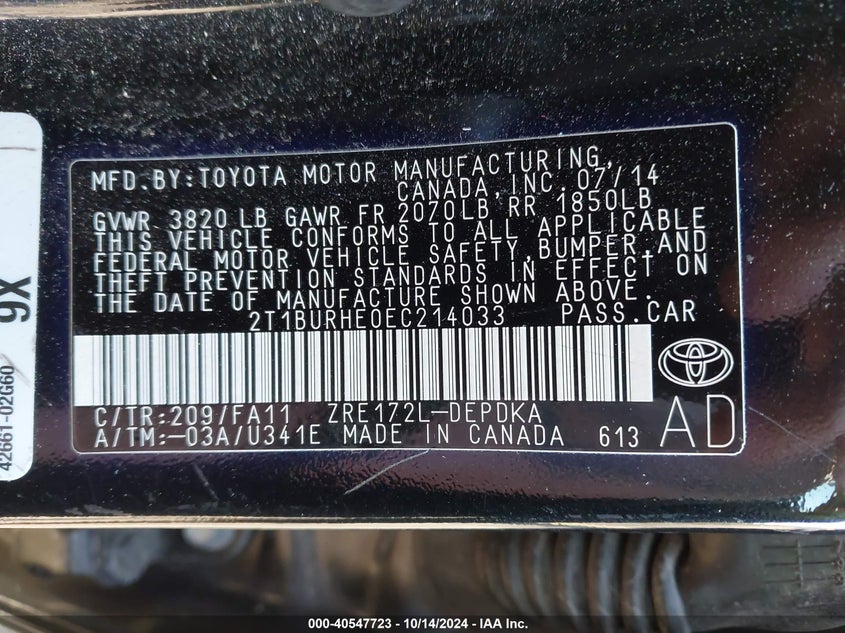 MFD.BY:TOYOTA MOTOR MANUFACTURING,
CANADA,INC.07/14
GVWR 3820 LB GAWR FR 2070LB,RR 1850LB
THIS VEHICLE CONFORMS TO ALL APPLICABLE
FEDERAL MOTOR VEHICLE SAFETY,BUMPER,AND
THEFT PREVENTION STANDARDS IN EFFECT ON
THE DATE OF MANUFACTURE SHOWN ABOVE.
2T1BURHE0EC214033 PASS.CAR
C/TR:209/FA11 ZRE172L-DEPDKA
A/TM:-03A/U341E MADE IN CANADA 613
AD
9X
42661-02G60
000-40547723 - 10/14/2024 - IAA Inc.